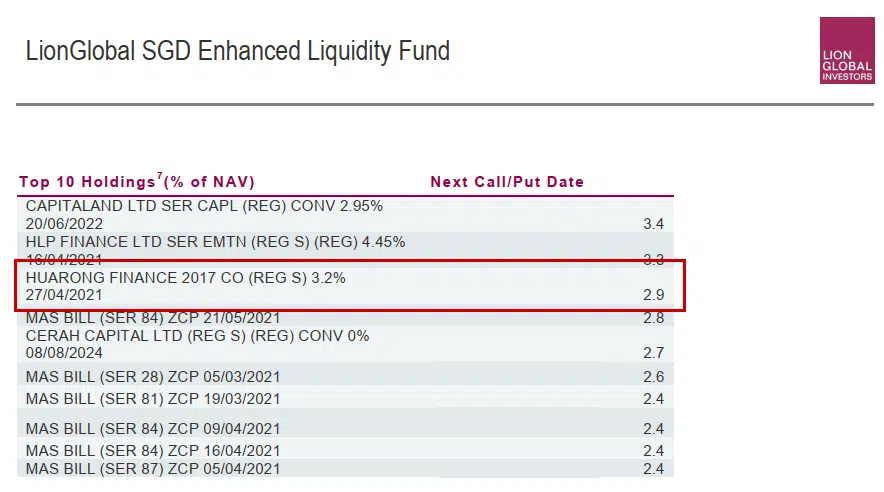 LionGlobal SGD Enhanced Liquidity Fund
LION
GLOBAL
INVESTORS
Top 10 Holdings7(% of NAV) Next Call/Put Date
CAPITALAND LTD SER CAPL (REG) CONV 2.95%
20/06/2022 3.4
HLP FINANCE LTD SER EMTN (REG S) (REG) 4.45%
16/04/2021 3.3
HUARONG FINANCE 2017 CO (REG S) 3.2%
27/04/2021 2.9
MAS BILL (SER 84) ZCP 21/05/2021 2.8
CERAH CAPITAL LTD (REG S) (REG) CONV 0%
08/08/2024 2.7
MAS BILL (SER 28) ZCP 05/03/2021 2.6
MAS BILL (SER 81) ZCP 19/03/2021 2.4
MAS BILL (SER 84) ZCP 09/04/2021 2.4
MAS BILL (SER 84) ZCP 16/04/2021 2.4
MAS BILL (SER 87) ZCP 05/04/2021 2.4